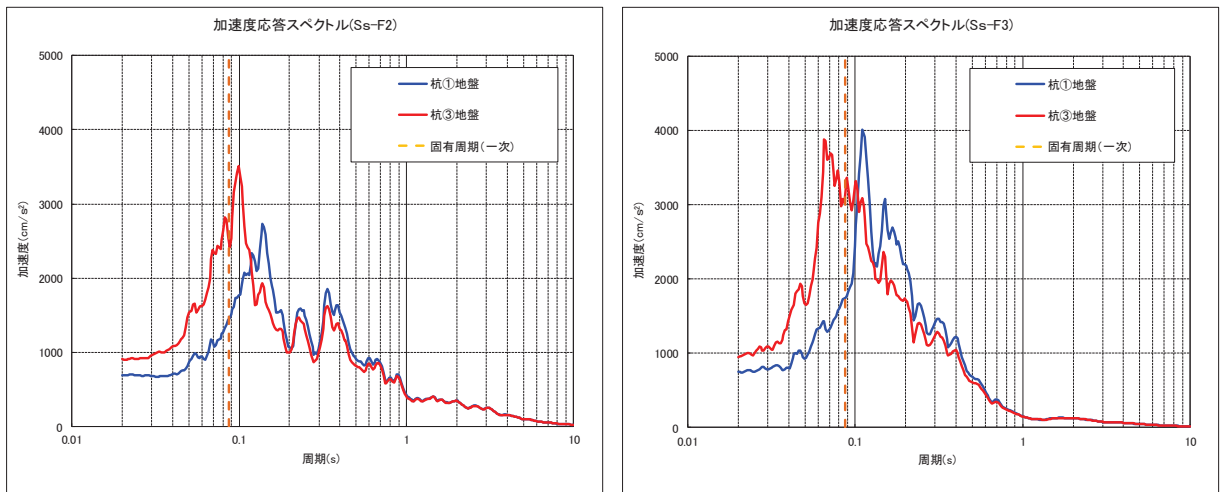 加速度応答スペクトル(Ss-F2)
5000
4000
3000
2000
1000
0
加速度(cm/s²)
杭①地盤
杭③地盤
固有周期(一次)
0.01
0.1
1
10
周期(s)
加速度応答スペクトル(Ss-F3)
5000
4000
3000
2000
1000
0
加速度(cm/s²)
杭①地盤
杭③地盤
固有周期(一次)
0.01
0.1
1
10
周期(s)